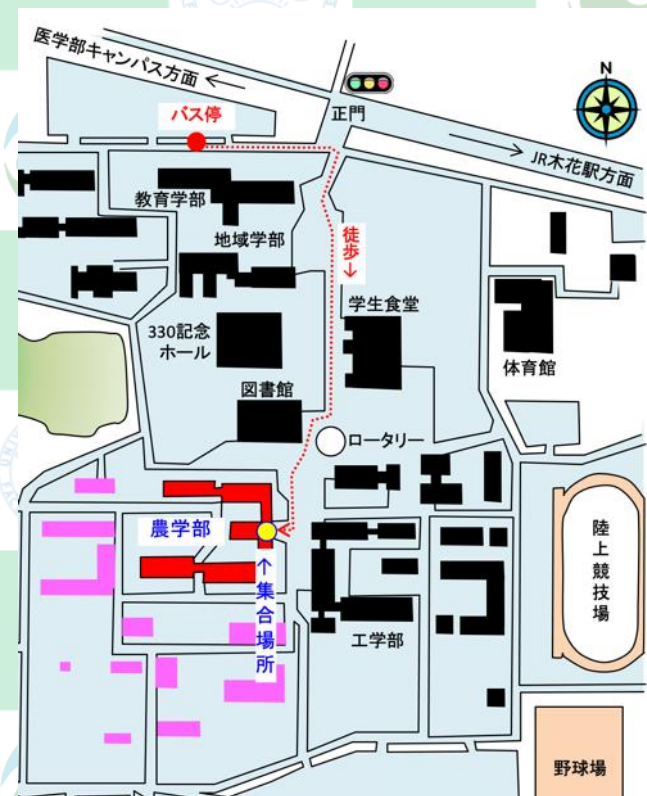 医学部キャンパス方面 ←
N
正門
バス停
→
JR木花駅方面
教育学部
地域学部
徒歩↓
学生食堂
330記念
ホール
体育館
図書館
ロータリー
農学部
↑集合場所
陸上競技場
工学部
野球場